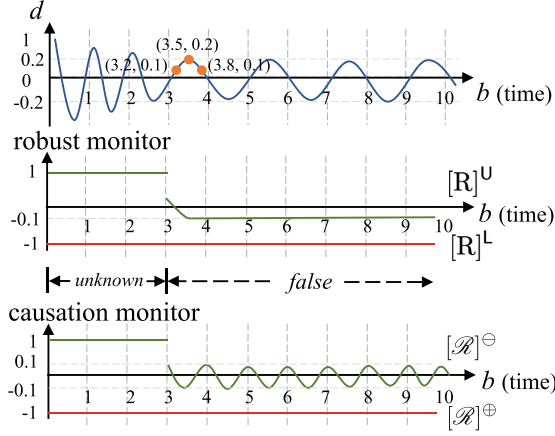 d
1
0.2
0
-0.2
(3.5, 0.2)
(3.2, 0.1) (3.8, 0.1)
1 2 3 4 5 6 7 8 9 10
b (time)
robust monitor
1
-0.1
-1
1 2 3 4 5 6 7 8 9 10
[R]ᵁ
b (time)
[R]ᴸ
unknown false
causation monitor
1
0.1
-0.1
-1
1 2 3 4 5 6 7 8 9 10
[ℛ]⊖
b (time)
[ℛ]⊕